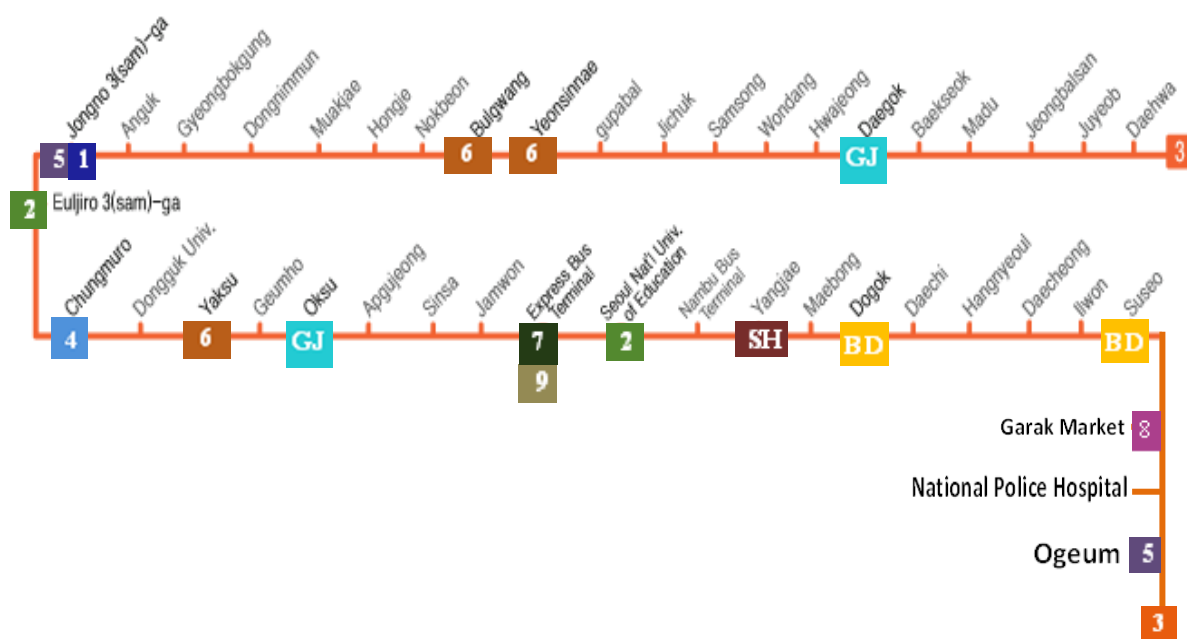 Jongno 3(sam)-ga
Anguk
Gyeongbokgung
Dongnimmun
Muakjae
Hongje
Nokbeon
Bulgwang
Yeonsinnae
gupabal
Jichuk
Samsong
Wondang
Hwajeong
Daegok
Baekseok
Madu
Jeongbalsan
Juyeob
Daehwa
5 1
6
6
GJ
3
2 Euljiro 3(sam)-ga
Chungmuro
Dongguk Univ.
Yaksu
Geumho
Oksu
Apgujeong
Sinsa
Jamwon
Express Bus
Terminal
Seoul Nat'l Univ.
of Education
Nambu Bus
Terminal
Yangjae
Maebong
Dogok
Daechi
Hangnyeoul
Daecheong
Ilwon
Suseo
4
6
GJ
7
9
2
SH
BD
BD
Garak Market 8
National Police Hospital
Ogeum 5
3